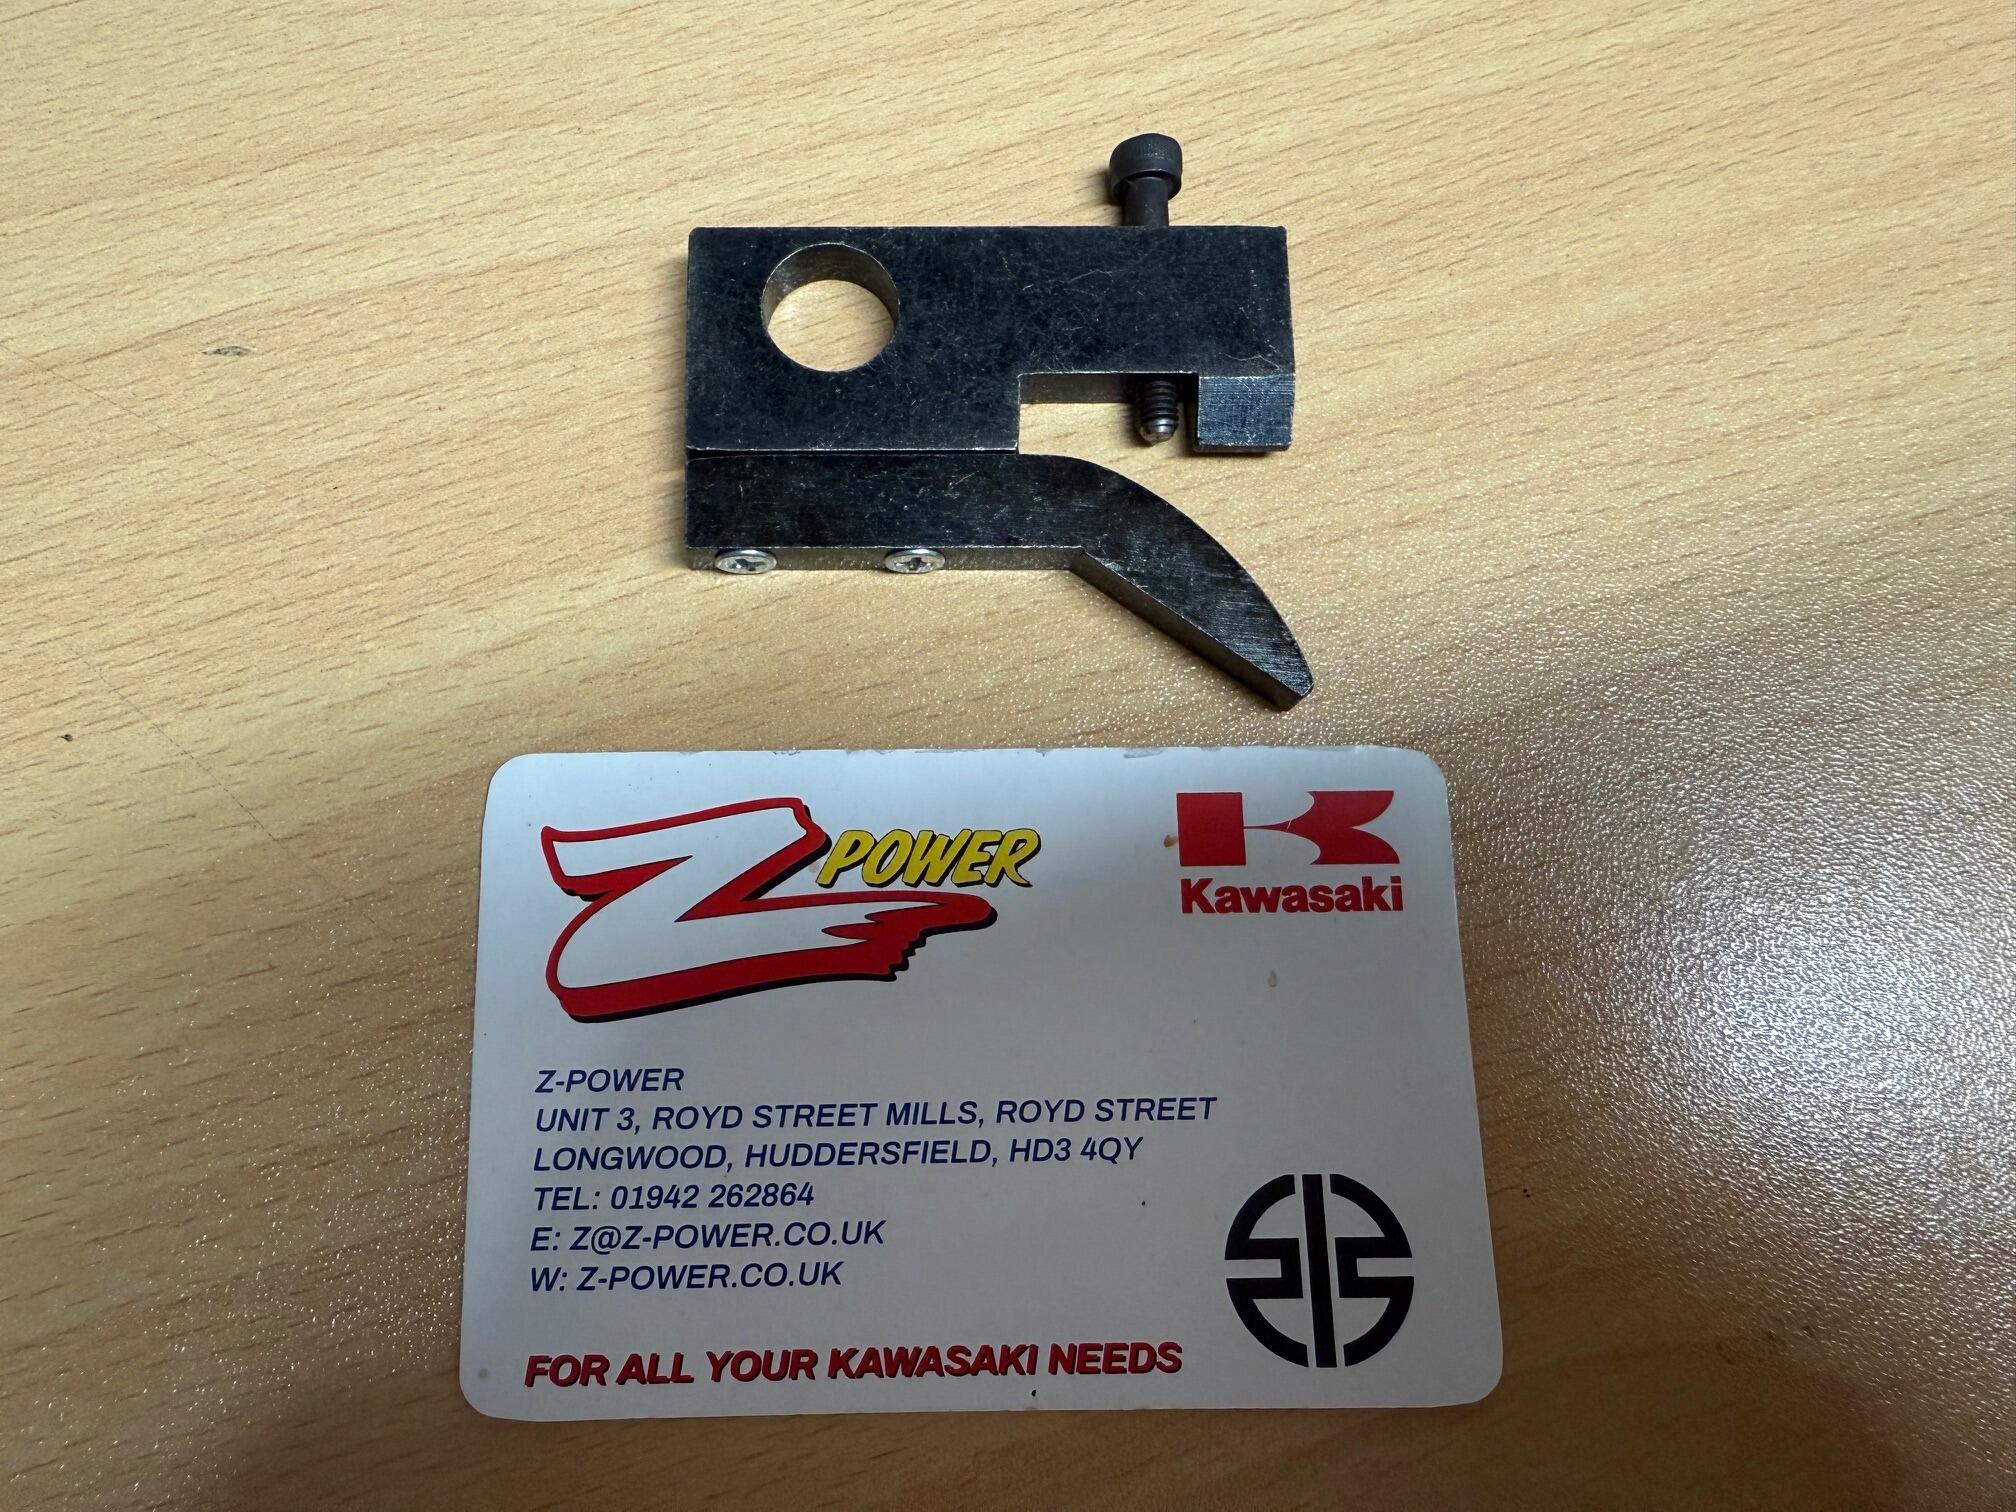 Z POWER
Kawasaki
Z-POWER
UNIT 3, ROYD STREET MILLS, ROYD STREET
LONGWOOD, HUDDERSFIELD, HD3 4QY
TEL: 01942 262864
E: Z@Z-POWER.CO.UK
W: Z-POWER.CO.UK
FOR ALL YOUR KAWASAKI NEEDS